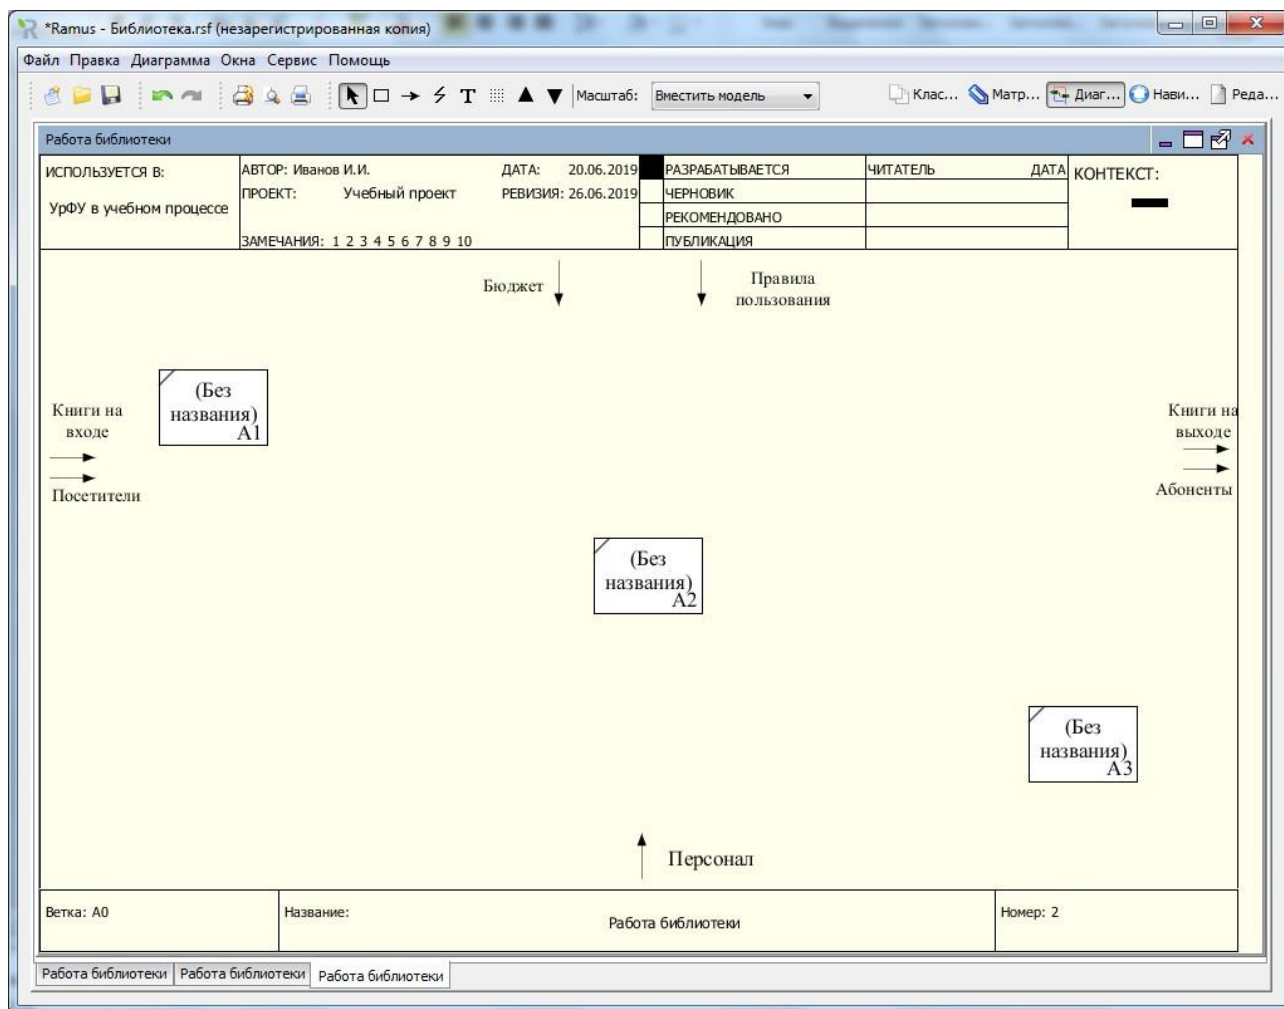 *Ramus - Библиотека.rsf (незарегистрированная копия)
Файл Правка Диаграмма Окна Сервис Помощь
T Масштаб: Вместить модель Клас... Матр... Диаг... Нави... Реда...
Работа библиотеки
ИСПОЛЬЗУЕТСЯ В:
УрФУ в учебном процессе
АВТОР: Иванов И.И. ДАТА: 20.06.2019
ПРОЕКТ: Учебный проект РЕВИЗИЯ: 26.06.2019
ЗАМЕЧАНИЯ: 1 2 3 4 5 6 7 8 9 10
РАЗРАБАТЫВАЕТСЯ
ЧЕРНОВИК
РЕКОМЕНДОВАНО
ПУБЛИКАЦИЯ
ЧИТАТЕЛЬ ДАТА
КОНТЕКСТ:
Бюджет
Правила
пользования
(Без
названия)
A1
Книги на
входе
Посетители
Книги на
выходе
Абоненты
(Без
названия)
A2
(Без
названия)
A3
Персонал
Ветка: A0
Название:
Работа библиотеки
Номер: 2
Работа библиотеки Работа библиотеки Работа библиотеки